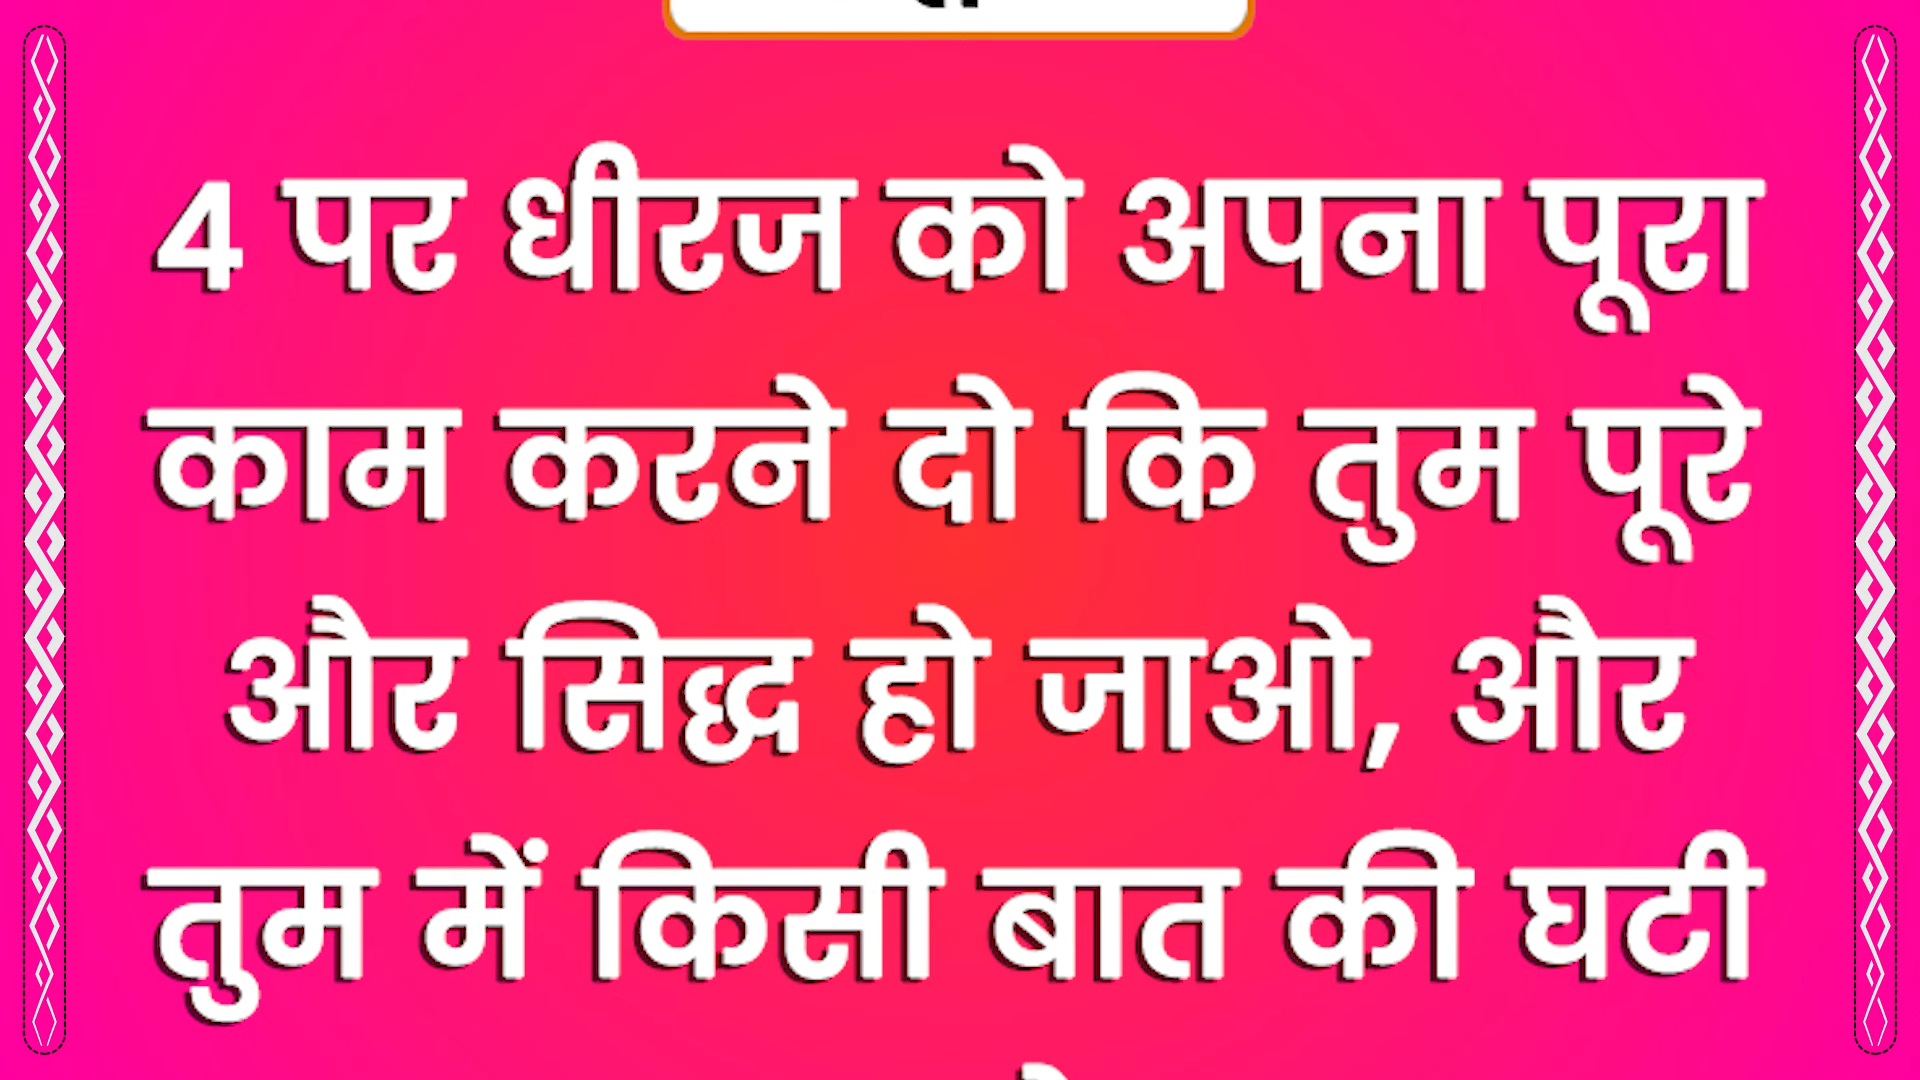 4 पर धीरज को अपना पूरा
काम करने दो कि तुम पूरे
और सिद्ध हो जाओ, और
तुम में किसी बात की घटी